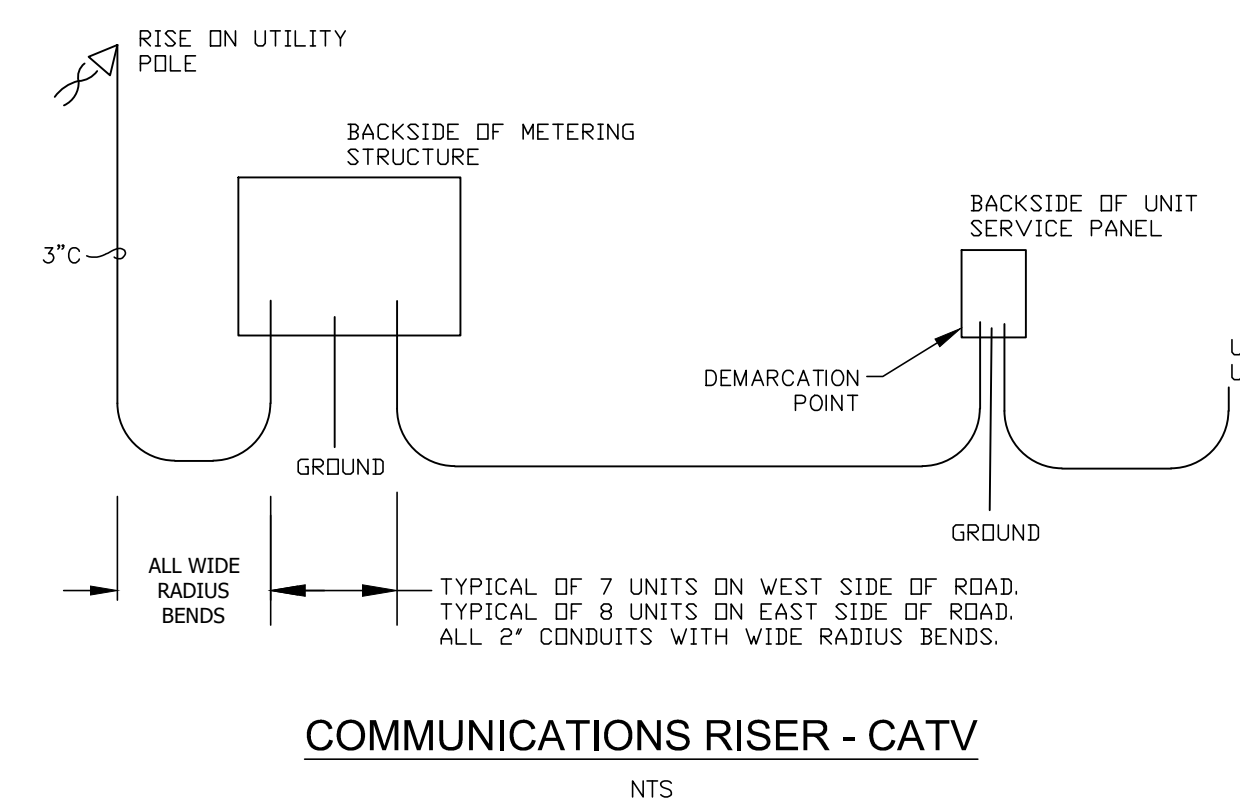 RISE ON UTILITY
POLE
BACKSIDE OF METERING
STRUCTURE
BACKSIDE OF UNIT
SERVICE PANEL
3"C
DEMARCATION
POINT
GROUND
GROUND
ALL WIDE
RADIUS
BENDS
TYPICAL OF 7 UNITS ON WEST SIDE OF ROAD.
TYPICAL OF 8 UNITS ON EAST SIDE OF ROAD.
ALL 2" CONDUITS WITH WIDE RADIUS BENDS.
COMMUNICATIONS RISER - CATV
NTS